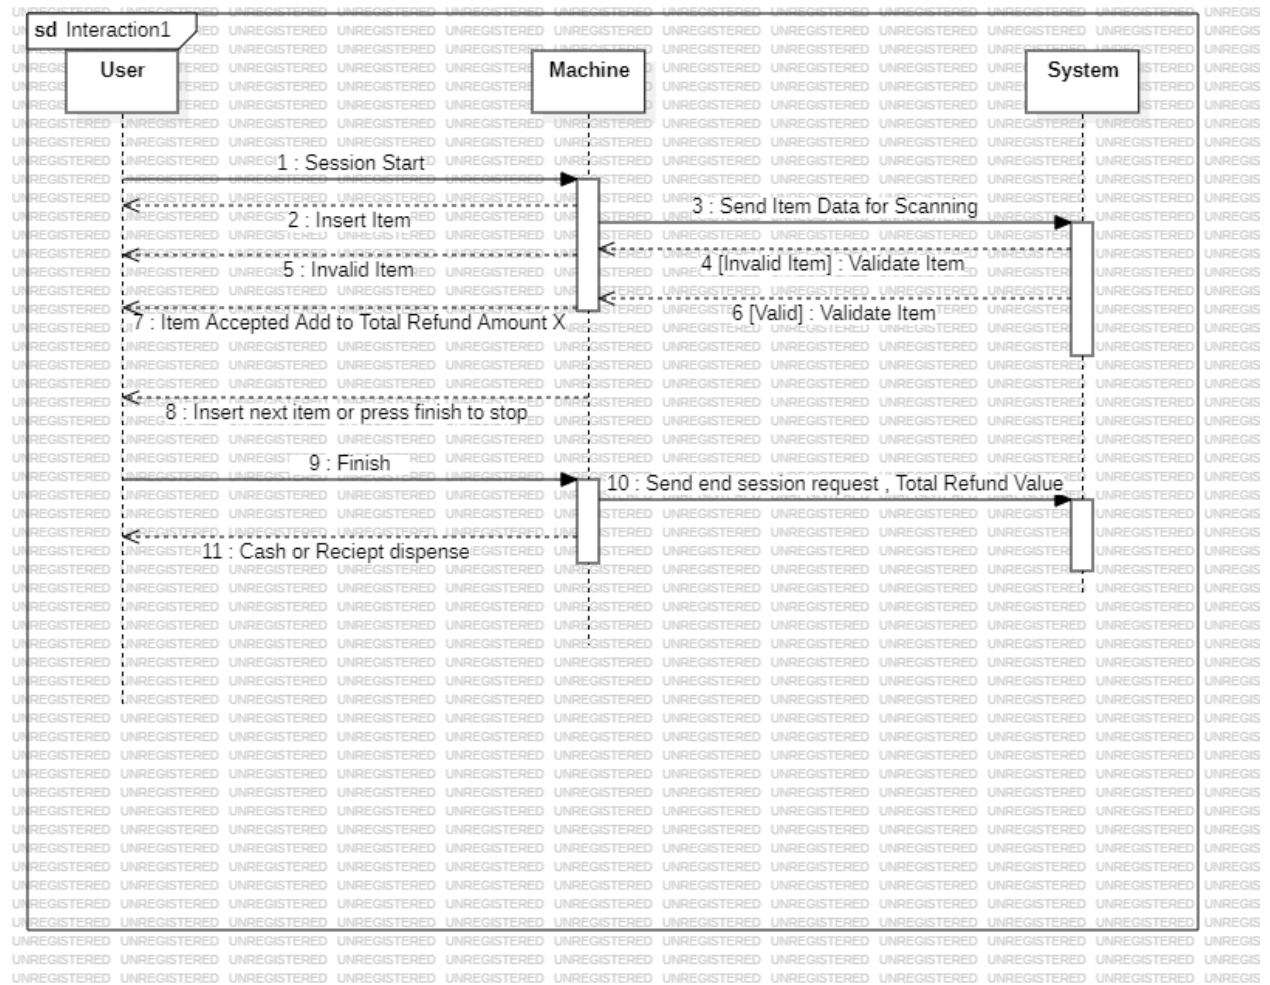 sd Interaction1
User
Machine
System
1 : Session Start
2 : Insert Item
3 : Send Item Data for Scanning
4 [Invalid Item] : Validate Item
5 : Invalid Item
6 [Valid] : Validate Item
7 : Item Accepted Add to Total Refund Amount X
8 : Insert next item or press finish to stop
9 : Finish
10 : Send end session request , Total Refund Value
11 : Cash or Reciept dispense
UNREGISTERED